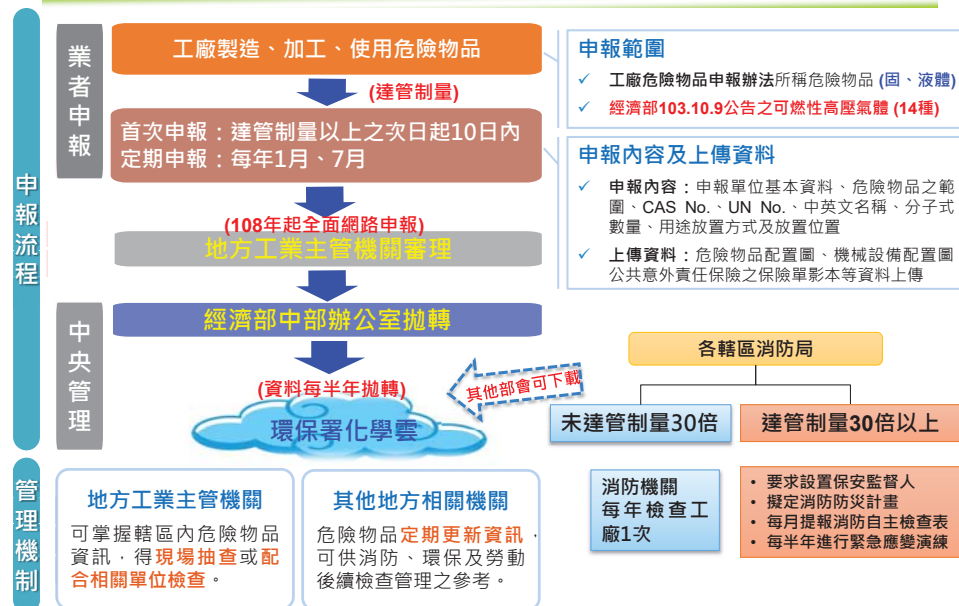 申報流程
業者申報
工廠製造、加工、使用危險物品
(達管制量)
首次申報：達管制量以上之次日起10日內
定期申報：每年1月、7月
(108年起全面網路申報)
地方工業主管機關審理
中央管理
經濟部中部辦公室拋轉
(資料每半年拋轉)
環保署化學雲
其他部會可下載
申報範圍
✓ 工廠危險物品申報辦法所稱危險物品 (固、液體)
✓ 經濟部103.10.9公告之可燃性高壓氣體 (14種)
申報內容及上傳資料
✓ 申報內容：申報單位基本資料、危險物品之範
圍、CAS No.、UN No.、中英文名稱、分子式
數量、用途放置方式及放置位置
✓ 上傳資料：危險物品配置圖、機械設備配置圖
公共意外責任保險之保險單影本等資料上傳
各轄區消防局
未達管制量30倍
達管制量30倍以上
消防機關
每年檢查工
廠1次
• 要求設置保安監督人
• 擬定消防防災計畫
• 每月提報消防自主檢查表
• 每半年進行緊急應變演練
管理機制
地方工業主管機關
可掌握轄區內危險物品
資訊，得現場抽查或配
合相關單位檢查。
其他地方相關機關
危險物品定期更新資訊，
可供消防、環保及勞動
後續檢查管理之參考。